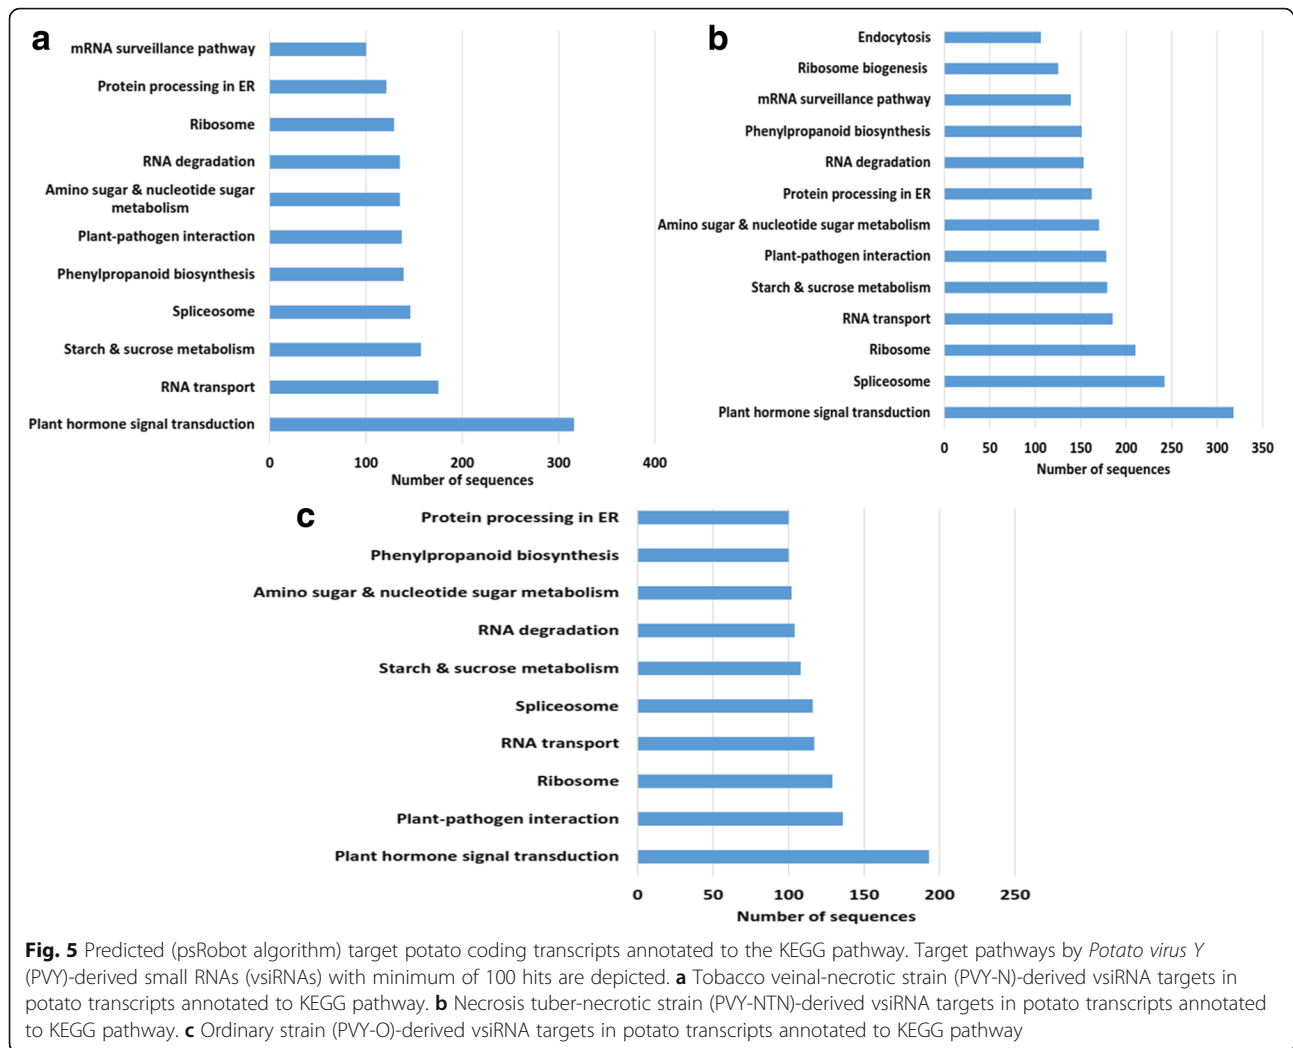 a
mRNA surveillance pathway
Protein processing in ER
Ribosome
RNA degradation
Amino sugar & nucleotide sugar
metabolism
Plant-pathogen interaction
Phenylpropanoid biosynthesis
Spliceosome
Starch & sucrose metabolism
RNA transport
Plant hormone signal transduction
0 100 200 300 400
Number of sequences
b
Endocytosis
Ribosome biogenesis
mRNA surveillance pathway
Phenylpropanoid biosynthesis
RNA degradation
Protein processing in ER
Amino sugar & nucleotide sugar metabolism
Plant-pathogen interaction
Starch & sucrose metabolism
RNA transport
Ribosome
Spliceosome
Plant hormone signal transduction
0 50 100 150 200 250 300 350
Number of sequences
c
Protein processing in ER
Phenylpropanoid biosynthesis
Amino sugar & nucleotide sugar metabolism
RNA degradation
Starch & sucrose metabolism
Spliceosome
RNA transport
Ribosome
Plant-pathogen interaction
Plant hormone signal transduction
0 50 100 150 200 250
Number of sequences
Fig. 5 Predicted (psRobot algorithm) target potato coding transcripts annotated to the KEGG pathway. Target pathways by Potato virus Y
(PVY)-derived small RNAs (vsiRNAs) with minimum of 100 hits are depicted. a Tobacco veinal-necrotic strain (PVY-N)-derived vsiRNA targets in
potato transcripts annotated to KEGG pathway. b Necrosis tuber-necrotic strain (PVY-NTN)-derived vsiRNA targets in potato transcripts annotated
to KEGG pathway. c Ordinary strain (PVY-O)-derived vsiRNA targets in potato transcripts annotated to KEGG pathway